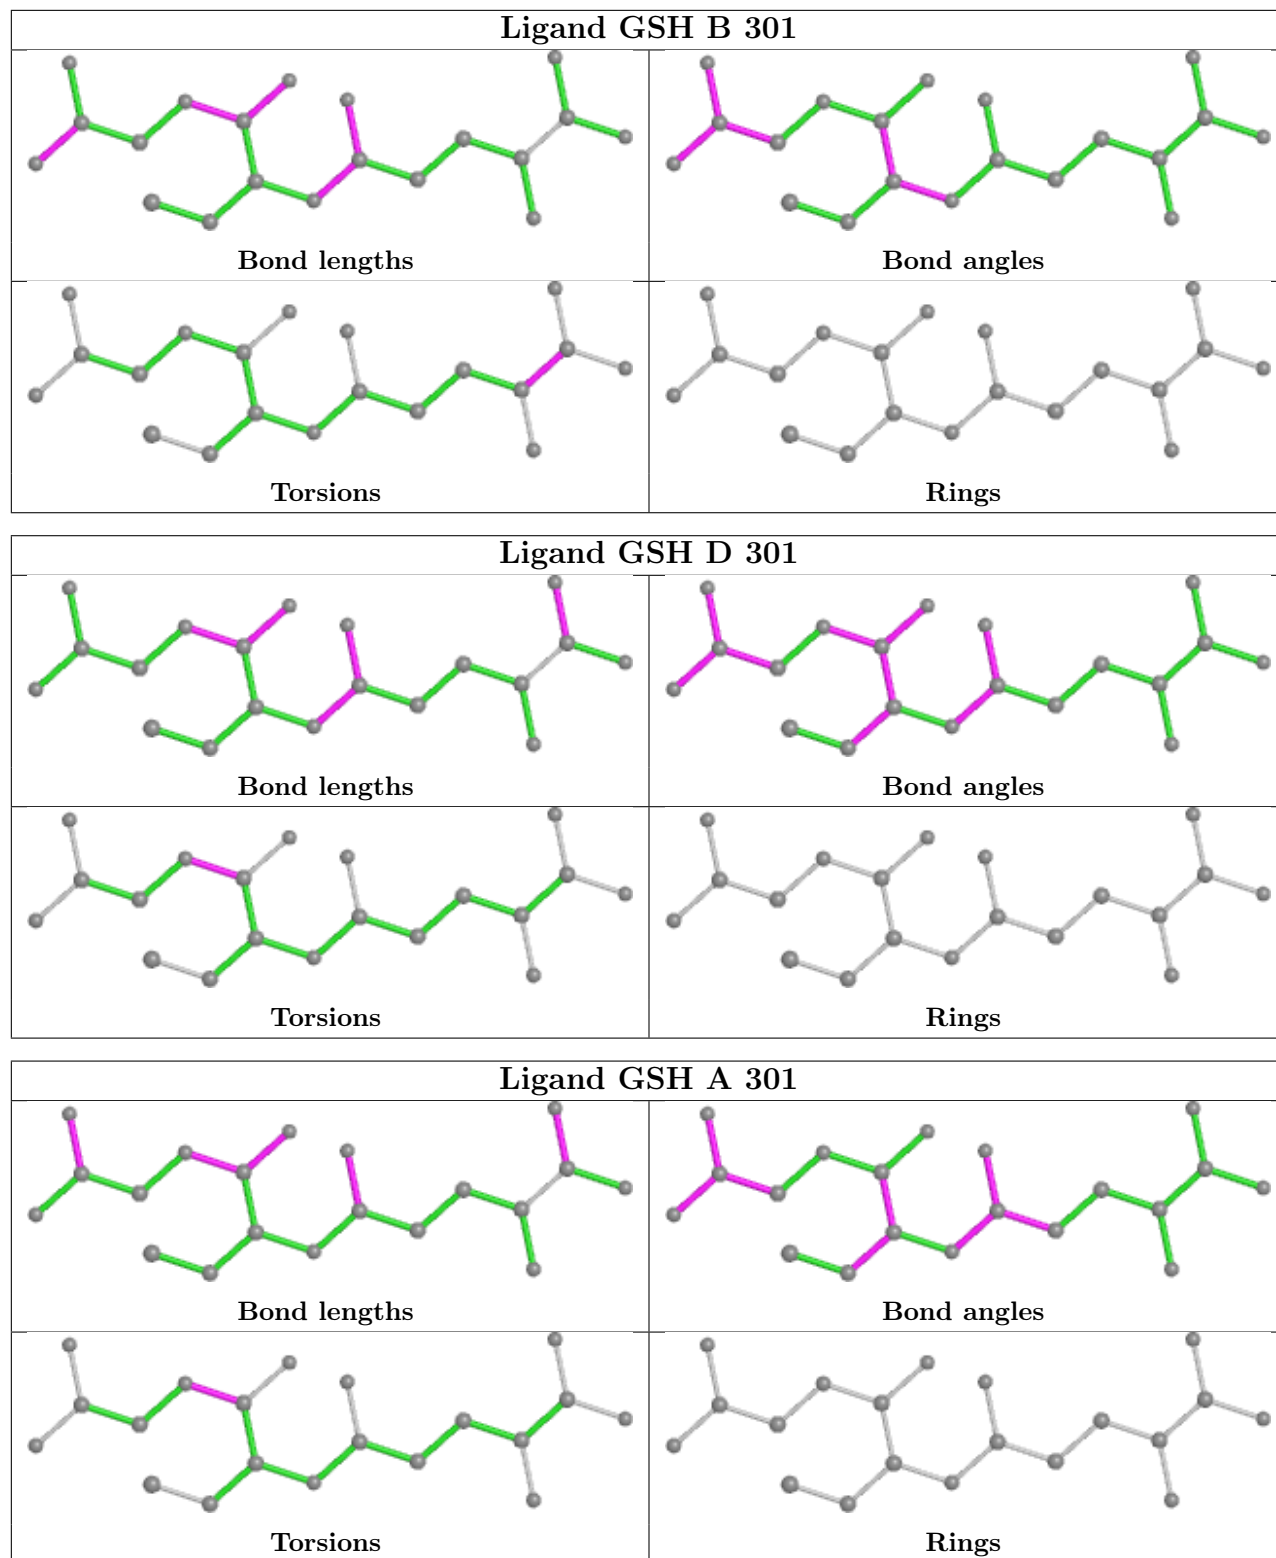 Ligand GSH B 301
Bond lengths
Bond angles
Torsions
Rings
Ligand GSH D 301
Bond lengths
Bond angles
Torsions
Rings
Ligand GSH A 301
Bond lengths
Bond angles
Torsions
Rings